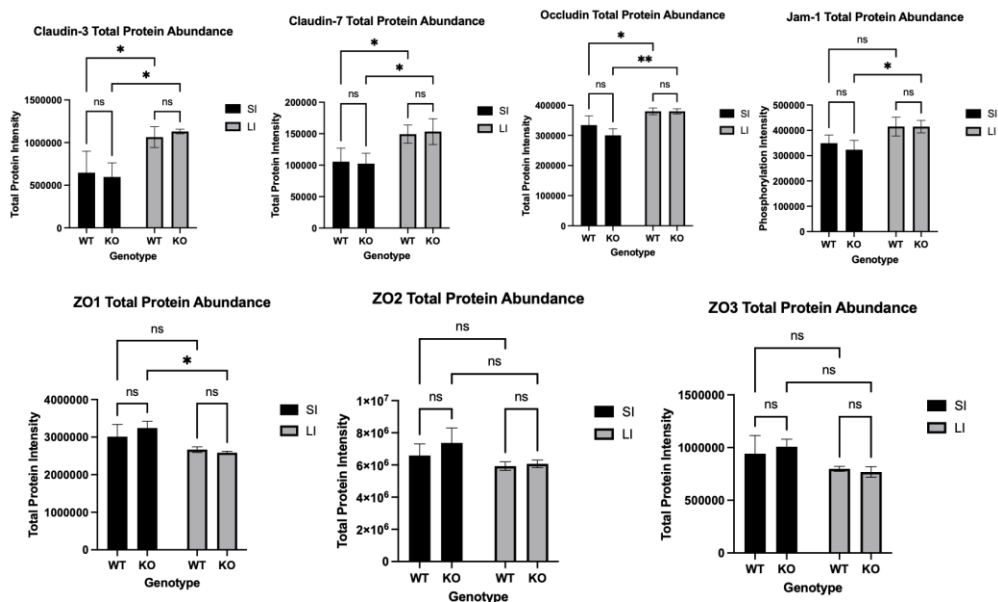 Claudin-3 Total Protein Abundance
*
*
ns
ns
1500000
1000000
500000
0
Total Protein Intensity
WT KO WT KO
Genotype
SI
LI
Claudin-7 Total Protein Abundance
*
*
ns
ns
200000
150000
100000
50000
0
Total Protein Intensity
WT KO WT KO
Genotype
SI
LI
Occludin Total Protein Abundance
*
**
ns
ns
400000
300000
200000
100000
0
Total Protein Intensity
WT KO WT KO
Genotype
SI
LI
Jam-1 Total Protein Abundance
ns
*
ns
ns
500000
400000
300000
200000
100000
0
Phosphorylation Intensity
WT KO WT KO
Genotype
SI
LI
ZO1 Total Protein Abundance
ns
*
ns
ns
4000000
3000000
2000000
1000000
0
Total Protein Intensity
WT KO WT KO
Genotype
SI
LI
ZO2 Total Protein Abundance
ns
ns
ns
ns
1×10⁷
8×10⁶
6×10⁶
4×10⁶
2×10⁶
0
Total Protein Intensity
WT KO WT KO
Genotype
SI
LI
ZO3 Total Protein Abundance
ns
ns
ns
ns
1500000
1000000
500000
0
Total Protein Intensity
WT KO WT KO
Genotype
SI
LI